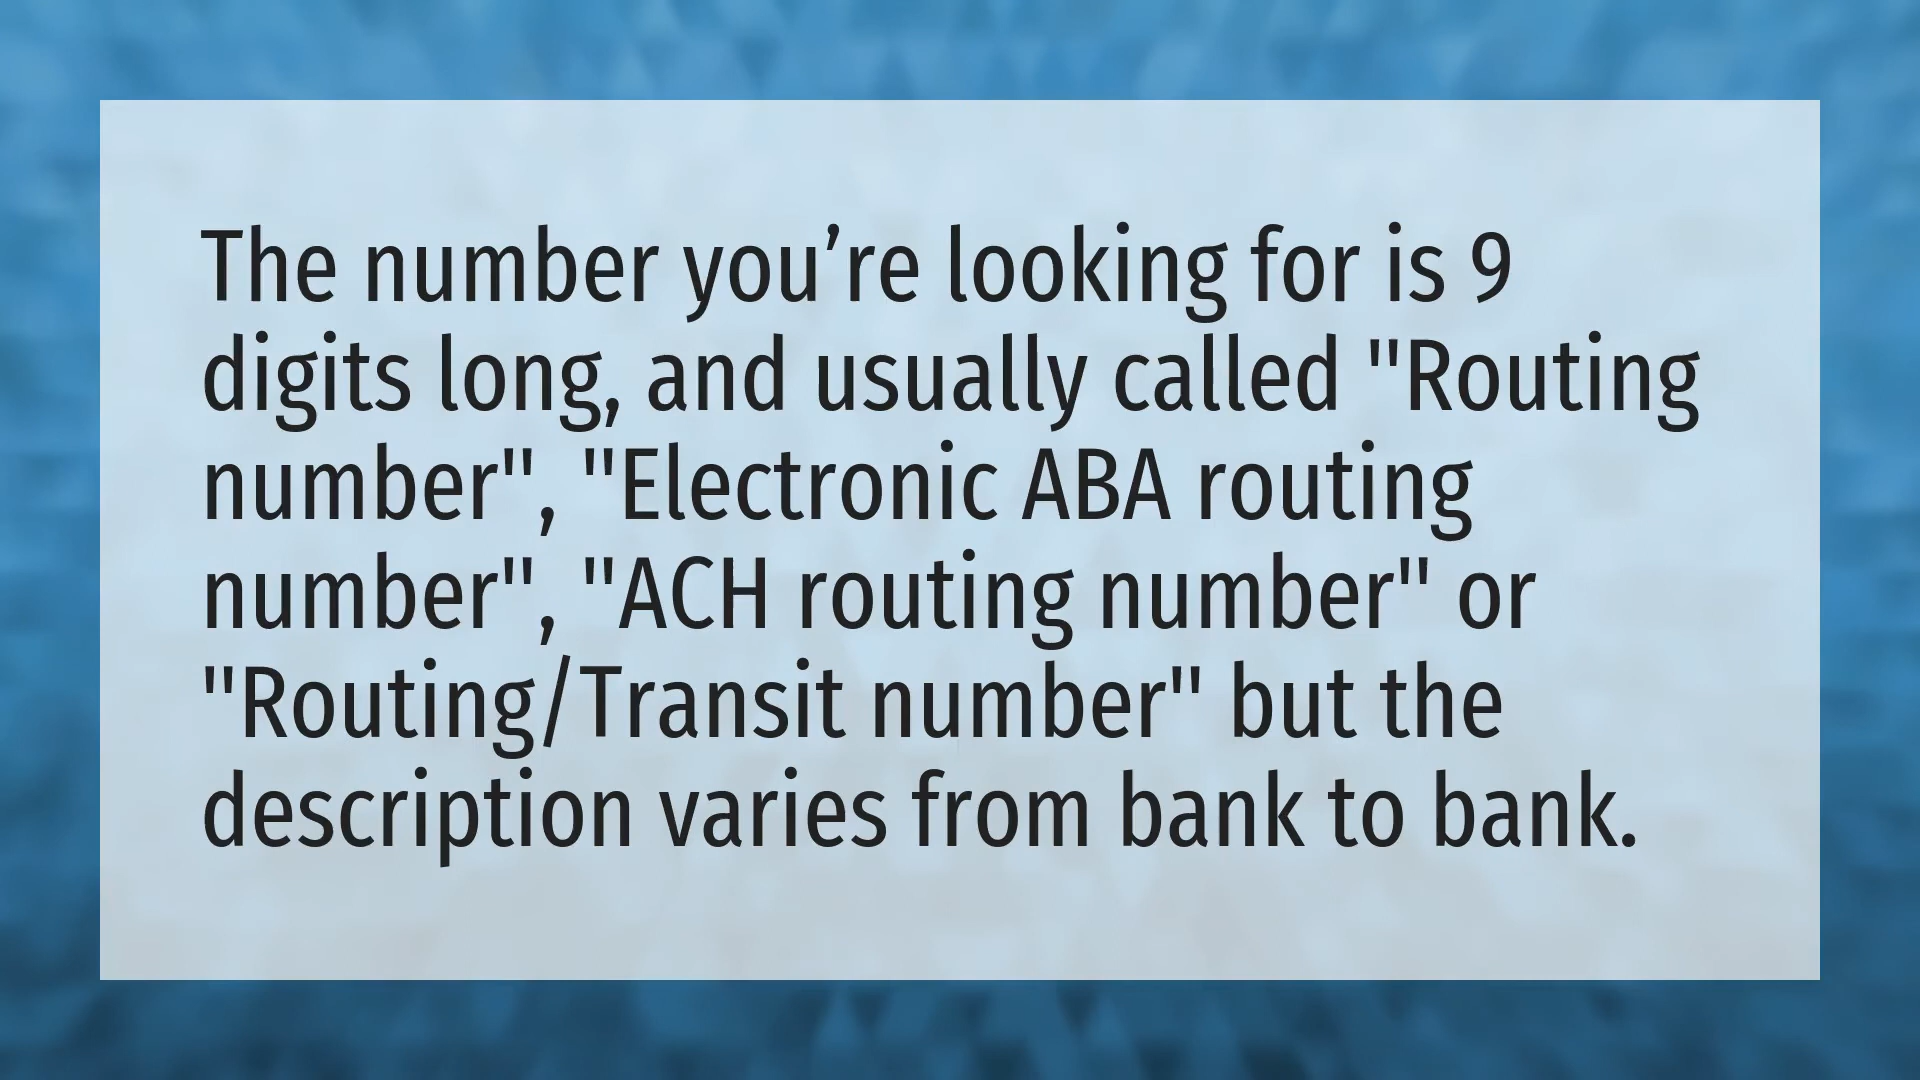 The number you’re looking for is 9
digits long, and usually called "Routing
number", "Electronic ABA routing
number", "ACH routing number" or
"Routing/Transit number" but the
description varies from bank to bank.